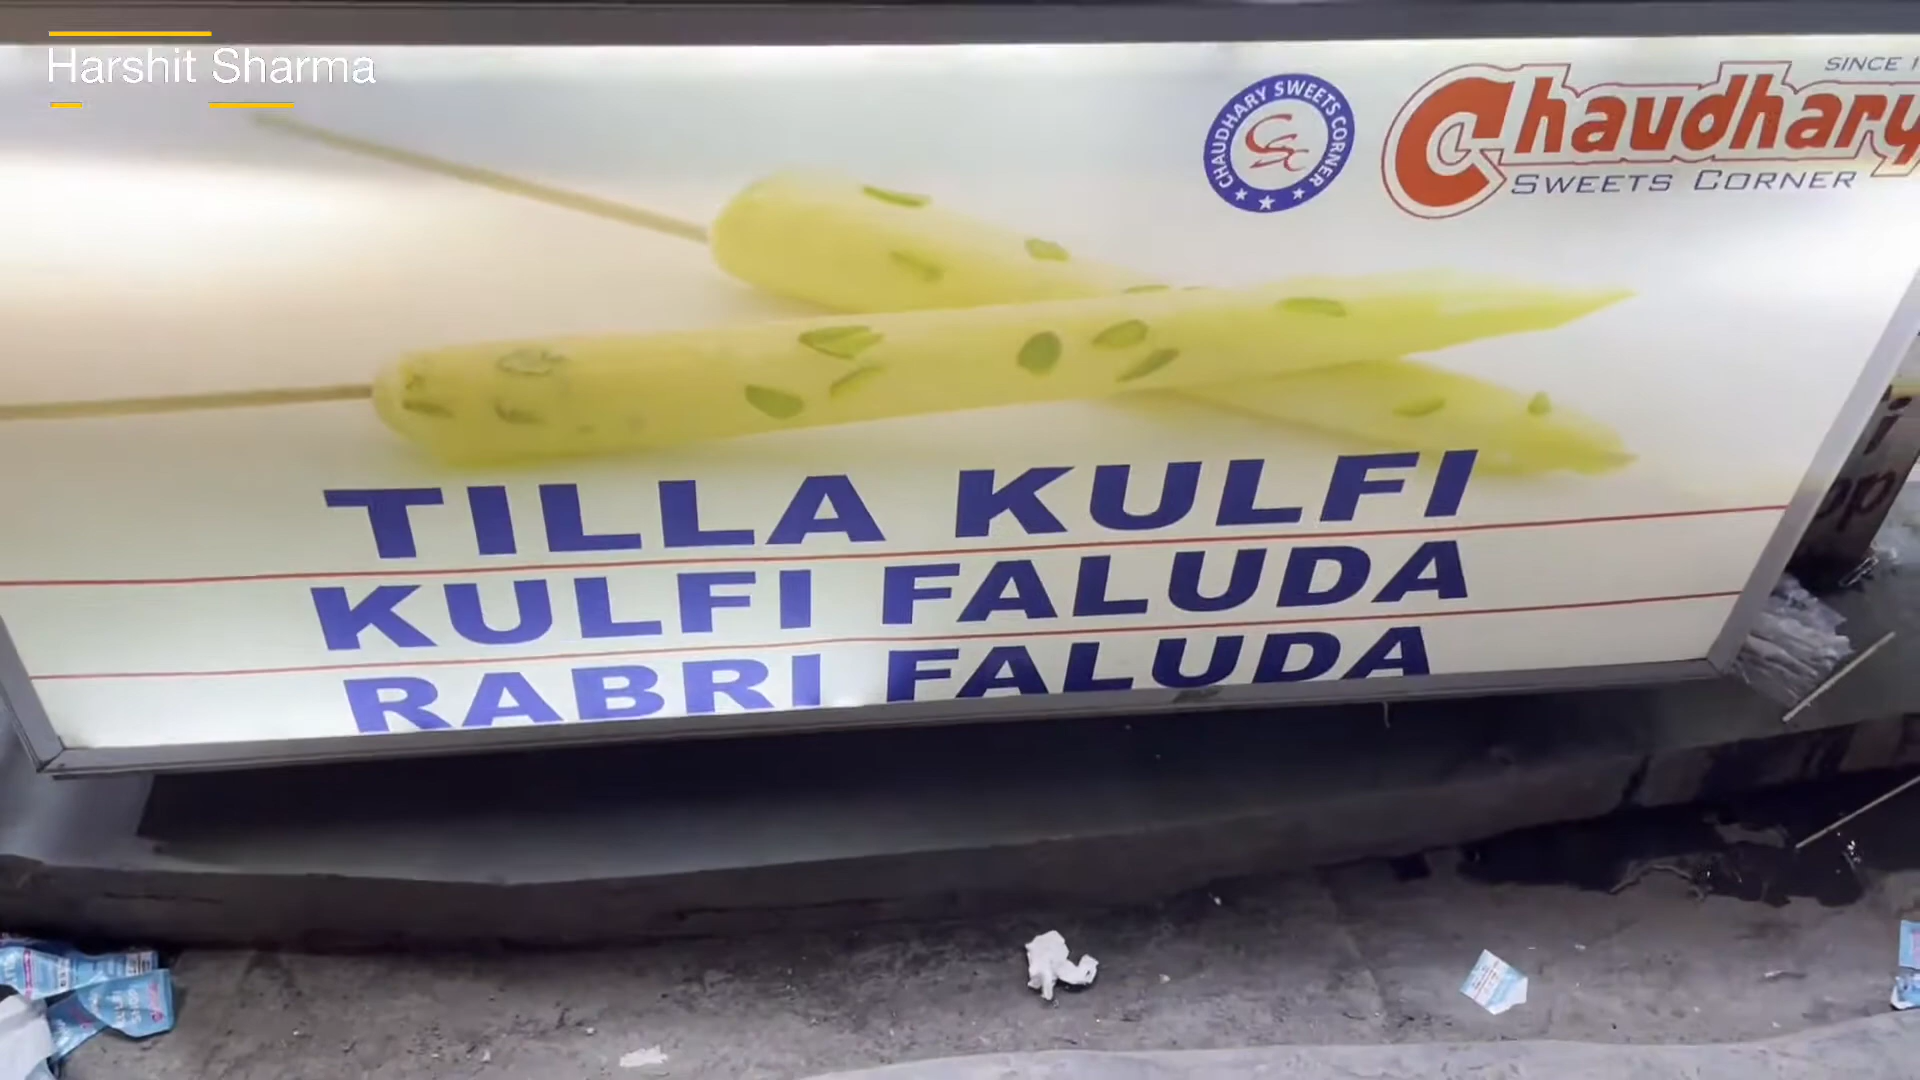 Harshit Sharma
SINCE
CHAUDHARY SWEETS CORNER
CSC
Chaudhary
SWEETS CORNER
TILLA KULFI
KULFI FALUDA
RABRI FALUDA